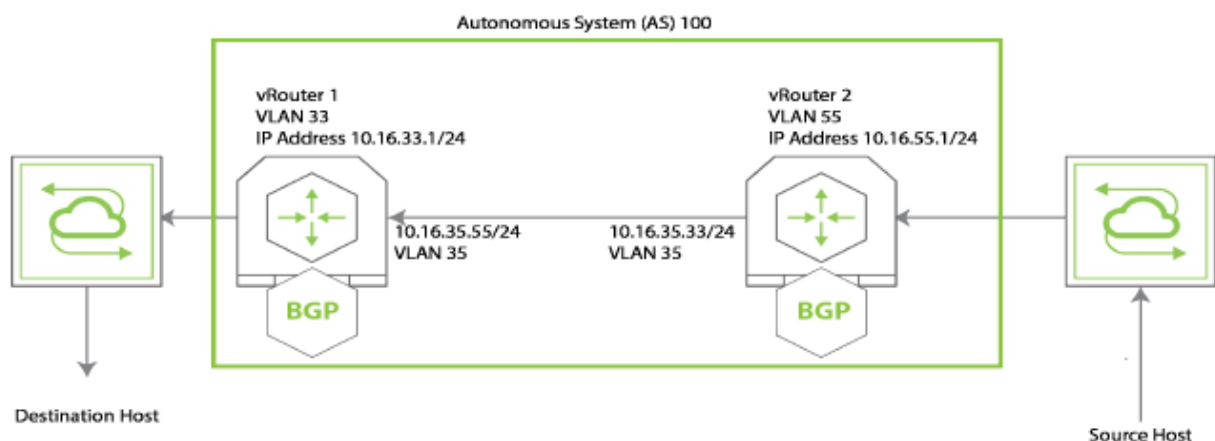 Autonomous System (AS) 100
vRouter 1
VLAN 33
IP Address 10.16.33.1/24
vRouter 2
VLAN 55
IP Address 10.16.55.1/24
10.16.35.55/24
VLAN 35
10.16.35.33/24
VLAN 35
BGP
BGP
Destination Host
Source Host